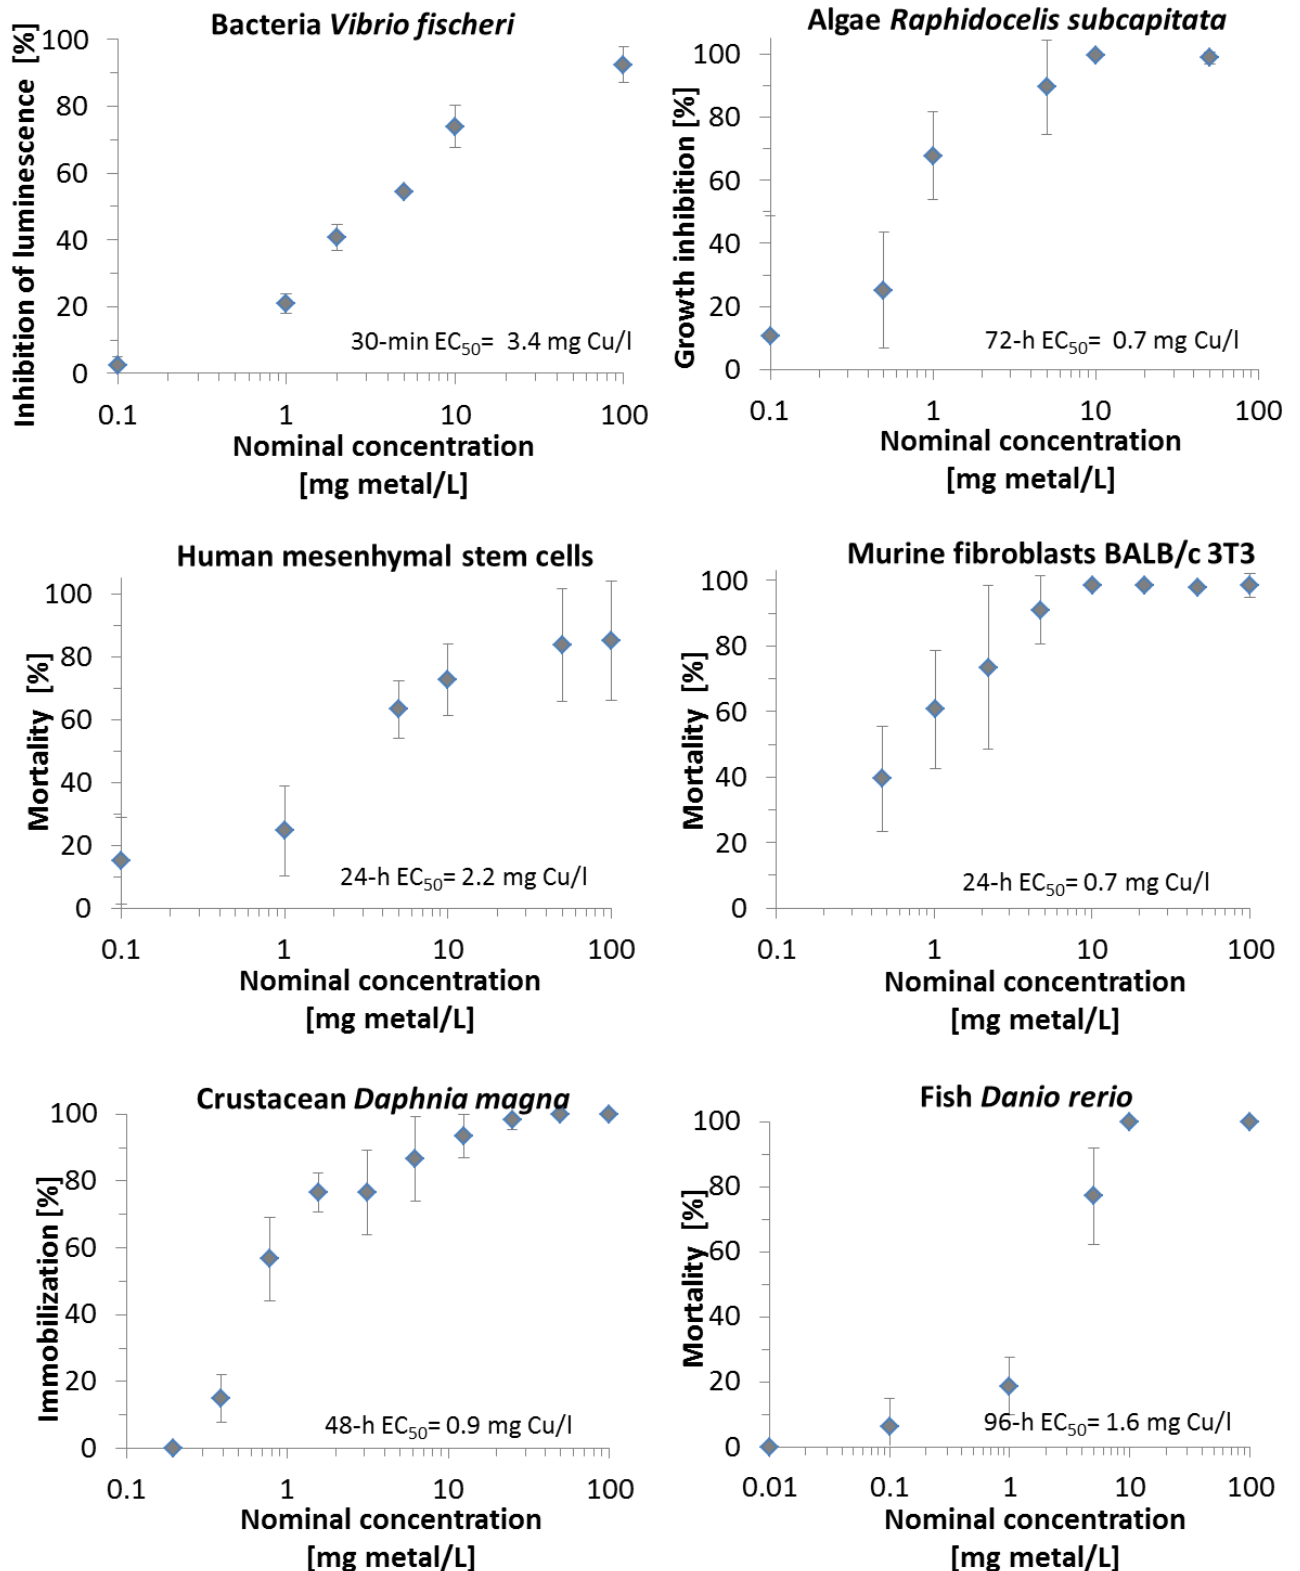 Bacteria Vibrio fischeri
Inhibition of luminescence [%]
100
80
60
40
20
0
30-min EC₅₀= 3.4 mg Cu/l
0.1
1
10
100
Nominal concentration
[mg metal/L]
Algae Raphidocelis subcapitata
Growth inhibition [%]
100
80
60
40
20
0
72-h EC₅₀= 0.7 mg Cu/l
0.1
1
10
100
Nominal concentration
[mg metal/L]
Human mesenhymal stem cells
Mortality [%]
100
80
60
40
20
0
24-h EC₅₀= 2.2 mg Cu/l
0.1
1
10
100
Nominal concentration
[mg metal/L]
Murine fibroblasts BALB/c 3T3
Mortality [%]
100
80
60
40
20
0
24-h EC₅₀= 0.7 mg Cu/l
0.1
1
10
100
Nominal concentration
[mg metal/L]
Crustacean Daphnia magna
Immobilization [%]
100
80
60
40
20
0
48-h EC₅₀= 0.9 mg Cu/l
0.1
1
10
100
Nominal concentration
[mg metal/L]
Fish Danio rerio
Mortality [%]
100
80
60
40
20
0
96-h EC₅₀= 1.6 mg Cu/l
0.01
0.1
1
10
100
Nominal concentration
[mg metal/L]